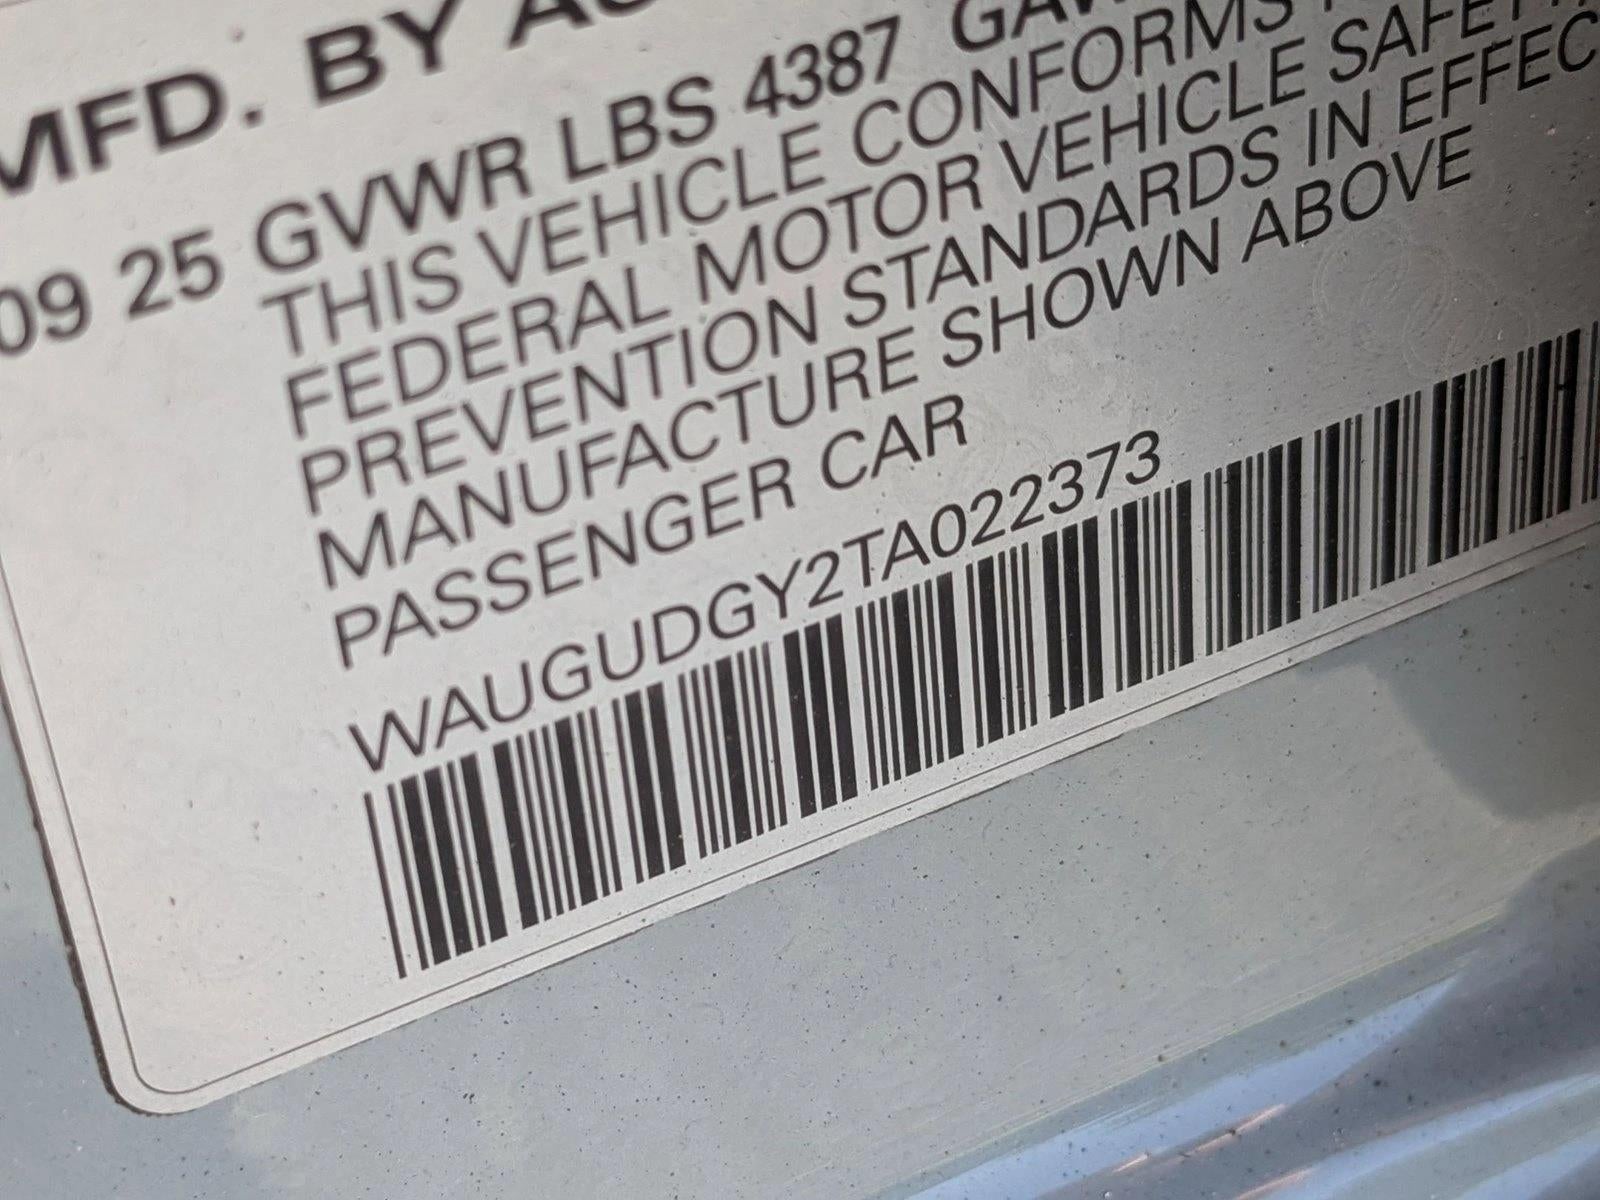 MFD. BY
09 25 GVWR LBS 4387
THIS VEHICLE CONFORMS
FEDERAL MOTOR VEHICLE SAFETY
PREVENTION STANDARDS IN
MANUFACTURE SHOWN ABOVE
PASSENGER CAR
WAUGUDGY2TA022373